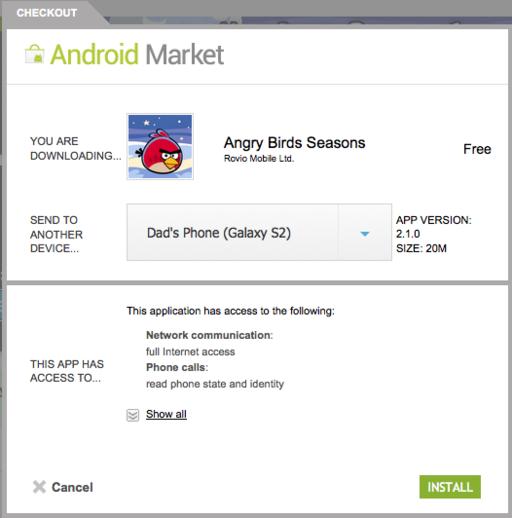 CHECKOUT
Android Market
YOU ARE
DOWNLOADING...
Angry Birds Seasons
Rovio Mobile Ltd.
Free
SEND TO
ANOTHER
DEVICE...
Dad's Phone (Galaxy S2)
APP VERSION:
2.1.0
SIZE: 20M
This application has access to the following:
Network communication:
full Internet access
Phone calls:
read phone state and identity
THIS APP HAS
ACCESS TO...
Show all
Cancel
INSTALL